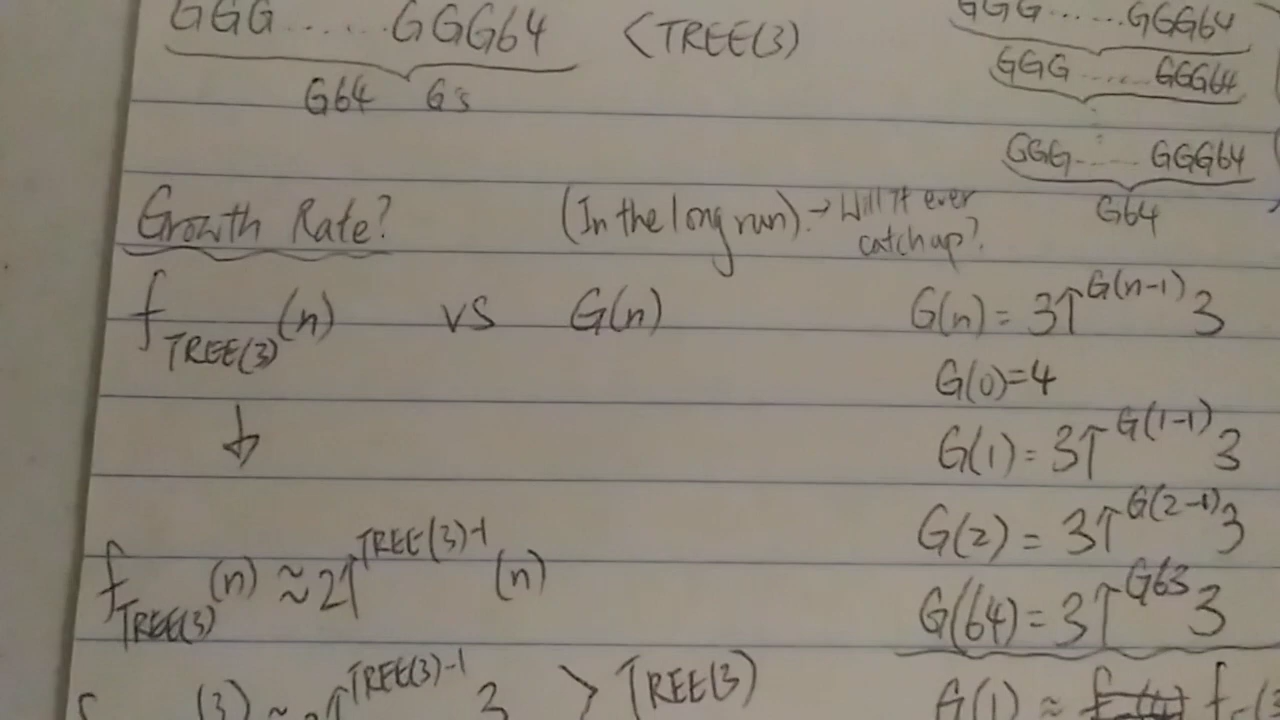 GGG......GGG64 < TREE(3)
G64 Gs
GGG......GGG64
GGG......GGG64
GGG......GGG64
G64
Growth Rate? (In the long run). → Will it ever
catch up?
f_TREE(3)(n) vs G(n)
↓
f_TREE(3)(n) ≈ 2↑^TREE(3)-1 (n)
(3) ≈ 2↑^TREE(3)-1 3 > TREE(3)
G(n) = 3↑^G(n-1) 3
G(0)=4
G(1) = 3↑^G(1-1) 3
G(2) = 3↑^G(2-1) 3
G(64) = 3↑^G63 3
G(1) ≈